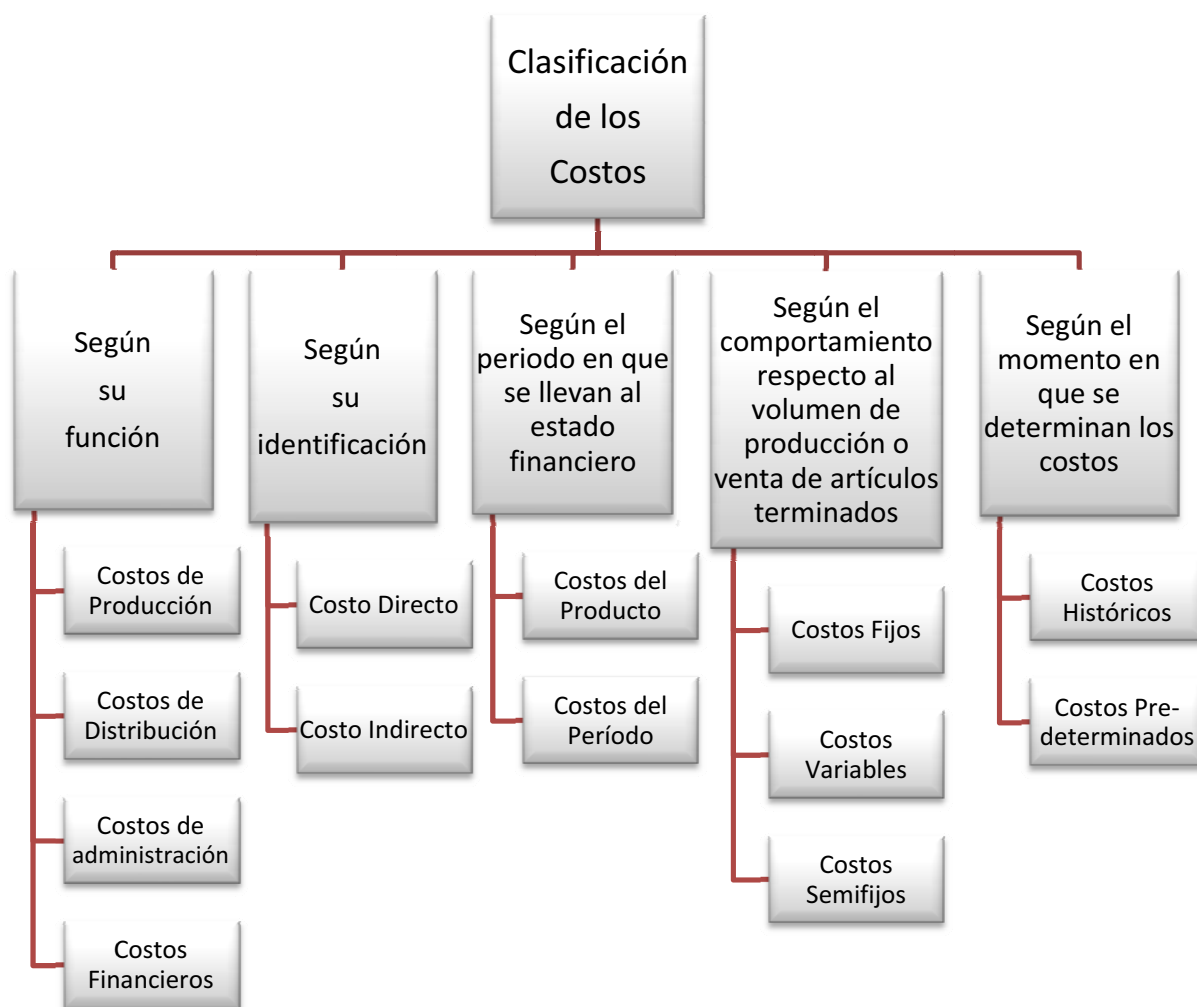 Clasificación
de los
Costos
Según
su
función
Costos de
Producción
Costos de
Distribución
Costos de
administración
Costos
Financieros
Según
su
identificación
Costo Directo
Costo Indirecto
Según el
periodo en que
se llevan al
estado
financiero
Costos del
Producto
Costos del
Período
Según el
comportamiento
respecto al
volumen de
producción o
venta de artículos
terminados
Costos Fijos
Costos
Variables
Costos
Semifijos
Según el
momento en
que se
determinan los
costos
Costos
Históricos
Costos Pre-
determinados